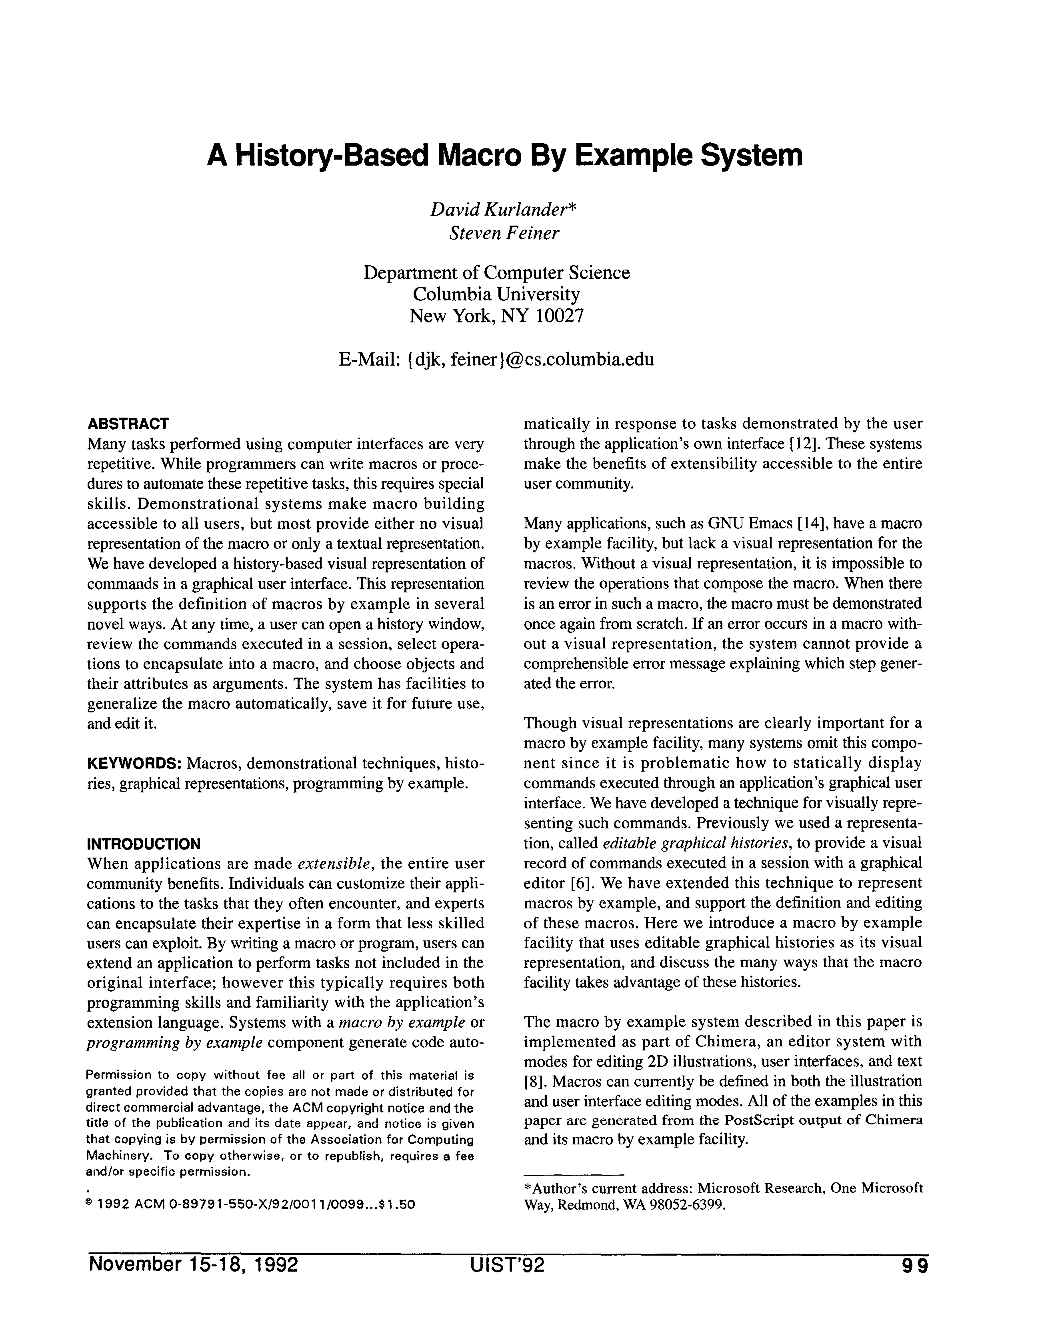 A History-Based Macro By Example System
David Kurlander*
Steven Feiner
Department of Computer Science
Columbia University
New York, NY 10027
E-Mail: {djk, feiner}@cs.columbia.edu
ABSTRACT
Many tasks performed using computer interfaces are very
repetitive. While programmers can write macros or proce-
dures to automate these repetitive tasks, this requires special
skills. Demonstrational systems make macro building
accessible to all users, but most provide either no visual
representation of the macro or only a textual representation.
We have developed a history-based visual representation of
commands in a graphical user interface. This representation
supports the definition of macros by example in several
novel ways. At any time, a user can open a history window,
review the commands executed in a session, select opera-
tions to encapsulate into a macro, and choose objects and
their attributes as arguments. The system has facilities to
generalize the macro automatically, save it for future use,
and edit it.
KEYWORDS: Macros, demonstrational techniques, histo-
ries, graphical representations, programming by example.
INTRODUCTION
When applications are made extensible, the entire user
community benefits. Individuals can customize their appli-
cations to the tasks that they often encounter, and experts
can encapsulate their expertise in a form that less skilled
users can exploit. By writing a macro or program, users can
extend an application to perform tasks not included in the
original interface; however this typically requires both
programming skills and familiarity with the application's
extension language. Systems with a macro by example or
programming by example component generate code auto-
Permission to copy without fee all or part of this material is
granted provided that the copies are not made or distributed for
direct commercial advantage, the ACM copyright notice and the
title of the publication and its date appear, and notice is given
that copying is by permission of the Association for Computing
Machinery. To copy otherwise, or to republish, requires a fee
and/or specific permission.
© 1992 ACM 0-89791-550-X/92/0011/0099...$1.50
matically in response to tasks demonstrated by the user
through the application's own interface [12]. These systems
make the benefits of extensibility accessible to the entire
user community.
Many applications, such as GNU Emacs [14], have a macro
by example facility, but lack a visual representation for the
macros. Without a visual representation, it is impossible to
review the operations that compose the macro. When there
is an error in such a macro, the macro must be demonstrated
once again from scratch. If an error occurs in a macro with-
out a visual representation, the system cannot provide a
comprehensible error message explaining which step gener-
ated the error.
Though visual representations are clearly important for a
macro by example facility, many systems omit this compo-
nent since it is problematic how to statically display
commands executed through an application's graphical user
interface. We have developed a technique for visually repre-
senting such commands. Previously we used a representa-
tion, called editable graphical histories, to provide a visual
record of commands executed in a session with a graphical
editor [6]. We have extended this technique to represent
macros by example, and support the definition and editing
of these macros. Here we introduce a macro by example
facility that uses editable graphical histories as its visual
representation, and discuss the many ways that the macro
facility takes advantage of these histories.
The macro by example system described in this paper is
implemented as part of Chimera, an editor system with
modes for editing 2D illustrations, user interfaces, and text
[8]. Macros can currently be defined in both the illustration
and user interface editing modes. All of the examples in this
paper are generated from the PostScript output of Chimera
and its macro by example facility.
*Author's current address: Microsoft Research, One Microsoft
Way, Redmond, WA 98052-6399.
November 15-18, 1992 UIST'92 99